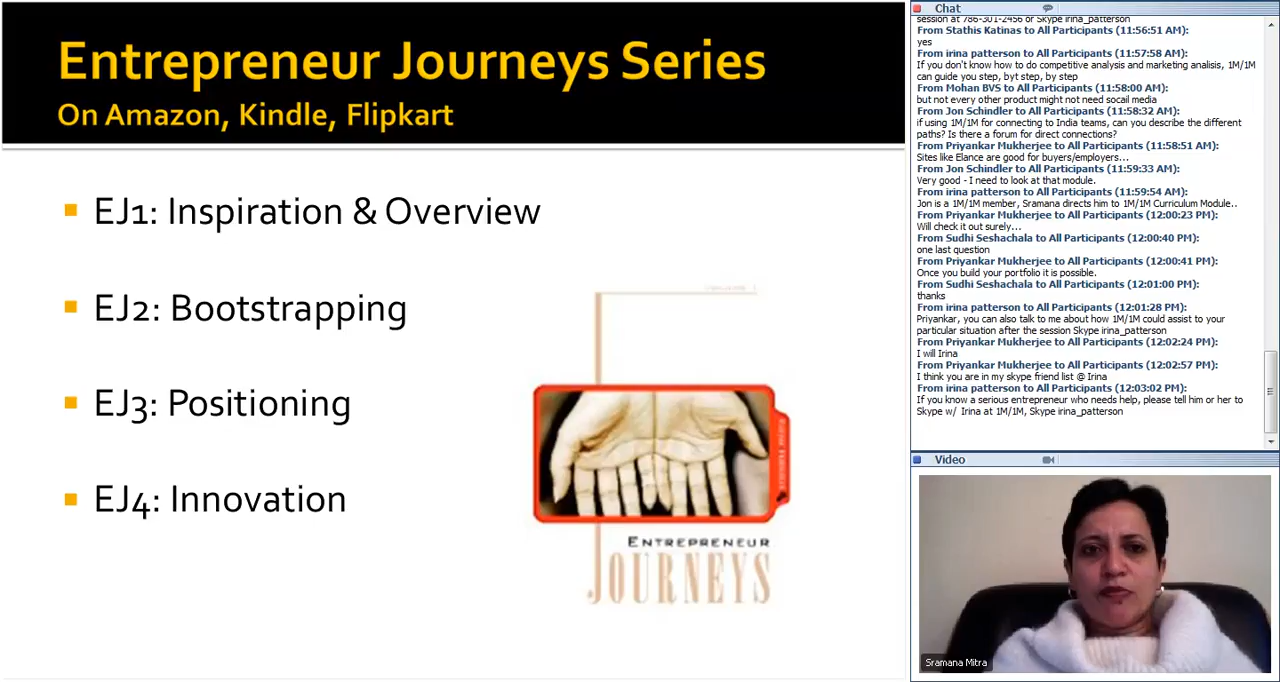 Entrepreneur Journeys Series
On Amazon, Kindle, Flipkart
EJ1: Inspiration & Overview
EJ2: Bootstrapping
EJ3: Positioning
EJ4: Innovation
ENTREPRENEUR
JOURNEYS
Chat
session at 786-301-2456 or Skype irina_patterson
From Stathis Katinas to All Participants (11:56:51 AM):
yes
From irina patterson to All Participants (11:57:58 AM):
If you don't know how to do competitive analysis and marketing analisis, 1M/1M
can guide you step, byt step, by step
From Mohan BVS to All Participants (11:58:00 AM):
but not every other product might not need socail media
From Jon Schindler to All Participants (11:58:32 AM):
if using 1M/1M for connecting to India teams, can you describe the different
paths? Is there a forum for direct connections?
From Priyankar Mukherjee to All Participants (11:58:51 AM):
Sites like Elance are good for buyers/employers...
From Jon Schindler to All Participants (11:59:33 AM):
Very good - I need to look at that module.
From irina patterson to All Participants (11:59:54 AM):
Jon is a 1M/1M member, Sramana directs him to 1M/1M Curriculum Module..
From Priyankar Mukherjee to All Participants (12:00:23 PM):
Will check it out surely...
From Sudhi Seshachala to All Participants (12:00:40 PM):
one last question
From Priyankar Mukherjee to All Participants (12:00:41 PM):
Once you build your portfolio it is possible.
From Sudhi Seshachala to All Participants (12:01:00 PM):
thanks
From irina patterson to All Participants (12:01:28 PM):
Priyankar, you can also talk to me about how 1M/1M could assist to your
particular situation after the session Skype irina_patterson
From Priyankar Mukherjee to All Participants (12:02:24 PM):
I will Irina
From Priyankar Mukherjee to All Participants (12:02:57 PM):
I think you are in my skype friend list @ Irina
From irina patterson to All Participants (12:03:02 PM):
If you know a serious entrepreneur who needs help, please tell him or her to
Skype w/ Irina at 1M/1M, Skype irina_patterson
Video
Sramana Mitra